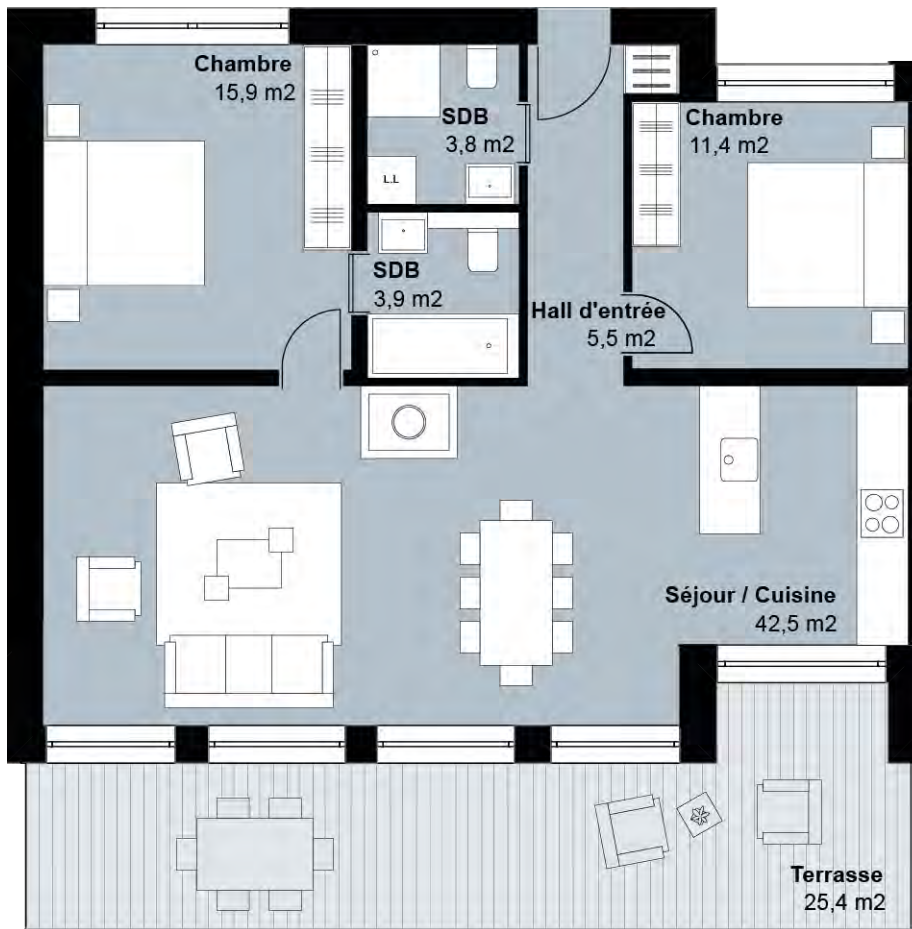 Chambre
15,9 m2
SDB
3,8 m2
Chambre
11,4 m2
L.L
SDB
3,9 m2
Hall d'entrée
5,5 m2
Séjour / Cuisine
42,5 m2
Terrasse
25,4 m2